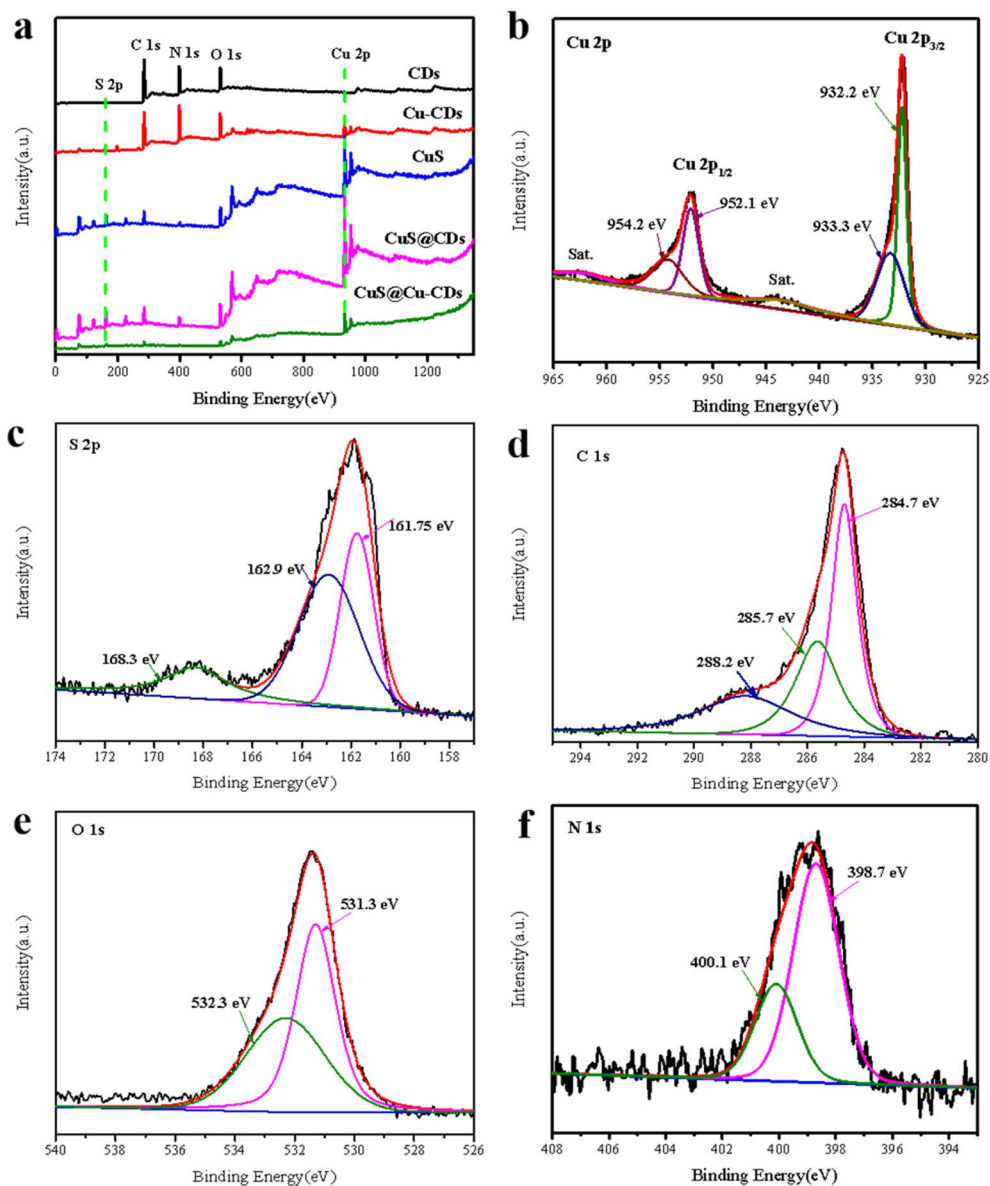 a
C 1s
N 1s
O 1s
Cu 2p
S 2p
CDs
Cu-CDs
CuS
CuS@CDs
CuS@Cu-CDs
Intensity(a.u.)
0 200 400 600 800 1000 1200
Binding Energy(eV)
b
Cu 2p
Cu 2p3/2
932.2 eV
Cu 2p1/2
952.1 eV
954.2 eV
933.3 eV
Sat.
Sat.
Intensity(a.u.)
965 960 955 950 945 940 935 930 925
Binding Energy(eV)
c
S 2p
161.75 eV
162.9 eV
168.3 eV
Intensity(a.u.)
174 172 170 168 166 164 162 160 158
Binding Energy(eV)
d
C 1s
284.7 eV
285.7 eV
288.2 eV
Intensity(a.u.)
294 292 290 288 286 284 282 280
Binding Energy(eV)
e
O 1s
531.3 eV
532.3 eV
Intensity(a.u.)
540 538 536 534 532 530 528 526
Binding Energy(eV)
f
N 1s
398.7 eV
400.1 eV
Intensity(a.u.)
408 406 404 402 400 398 396 394
Binding Energy(eV)